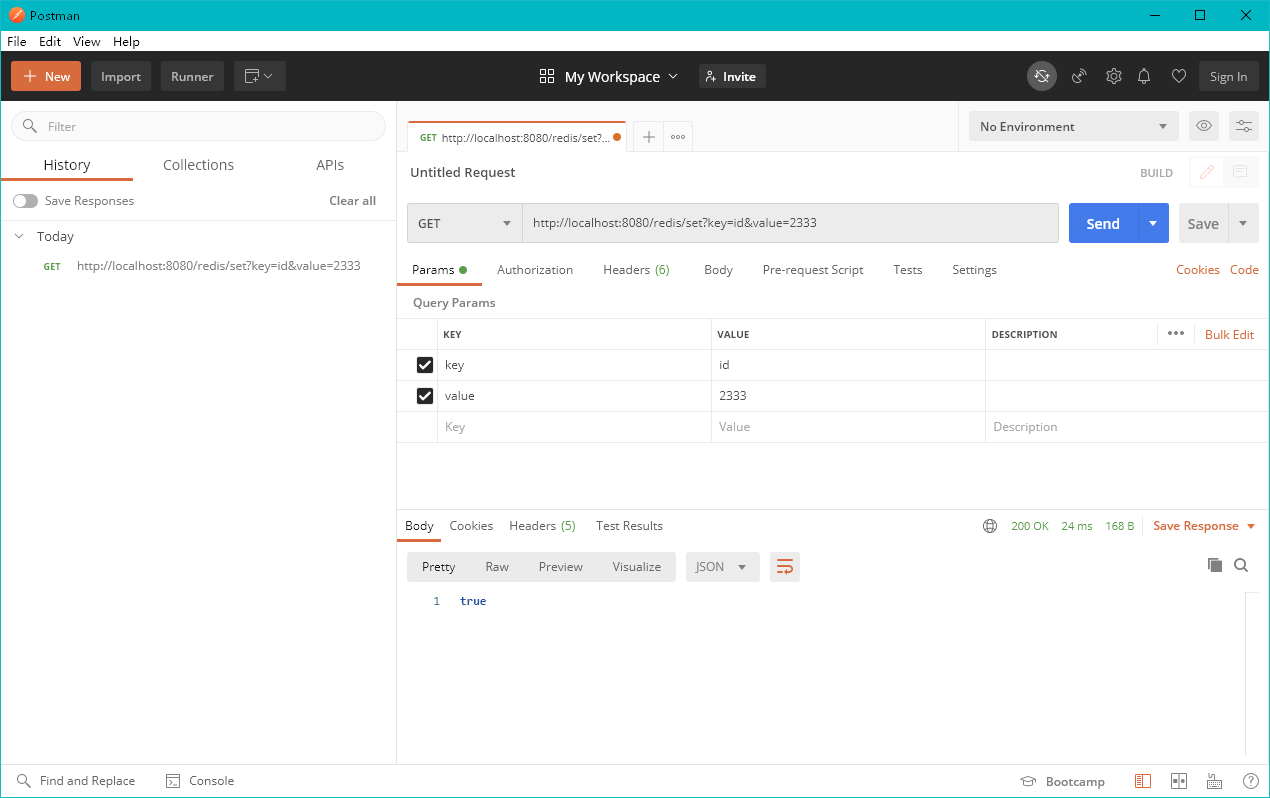 Postman
File Edit View Help
New Import Runner My Workspace Invite Sign In
Filter
History Collections APIs
Save Responses Clear all
Today
GET http://localhost:8080/redis/set?key=id&value=2333
GET http://localhost:8080/redis/set?... No Environment
Untitled Request BUILD
GET http://localhost:8080/redis/set?key=id&value=2333 Send Save
Params Authorization Headers (6) Body Pre-request Script Tests Settings Cookies Code
Query Params
KEY VALUE DESCRIPTION Bulk Edit
key id
value 2333
Key Value Description
Body Cookies Headers (5) Test Results 200 OK 24 ms 168 B Save Response
Pretty Raw Preview Visualize JSON
1 true
Find and Replace Console Bootcamp